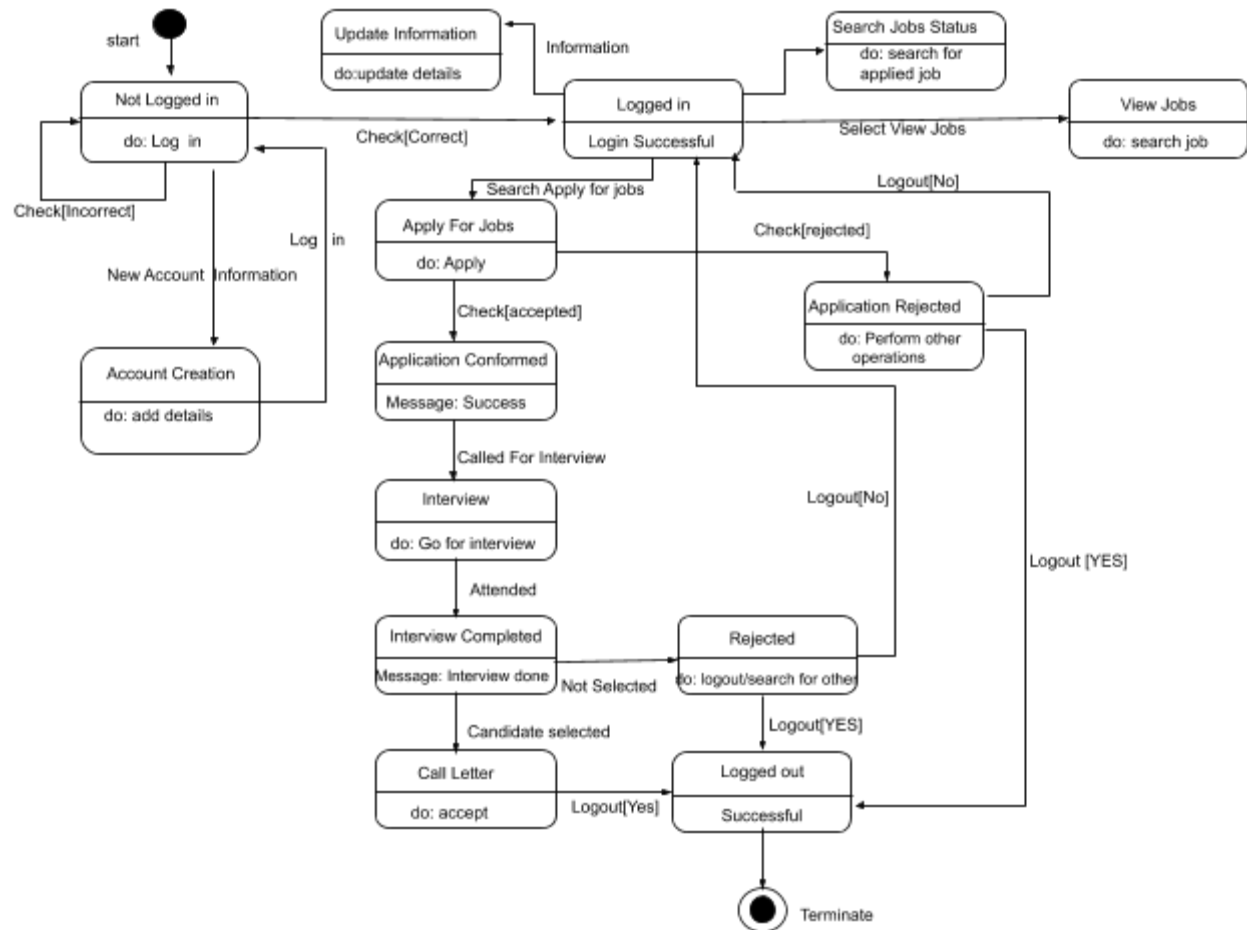 start
Update Information
do:update details
Information
Search Jobs Status
do: search for
applied job
Not Logged in
do: Log in
Check[Correct]
Logged in
Login Successful
Select View Jobs
View Jobs
do: search job
Check[Incorrect]
Search Apply for jobs
Logout[No]
Apply For Jobs
do: Apply
Check[rejected]
Log in
New Account Information
Application Rejected
do: Perform other
operations
Check[accepted]
Account Creation
do: add details
Application Conformed
Message: Success
Called For Interview
Interview
do: Go for interview
Logout[No]
Logout [YES]
Attended
Interview Completed
Message: Interview done
Not Selected
Rejected
do: logout/search for other
Candidate selected
Logout[YES]
Call Letter
do: accept
Logout[Yes]
Logged out
Successful
Terminate